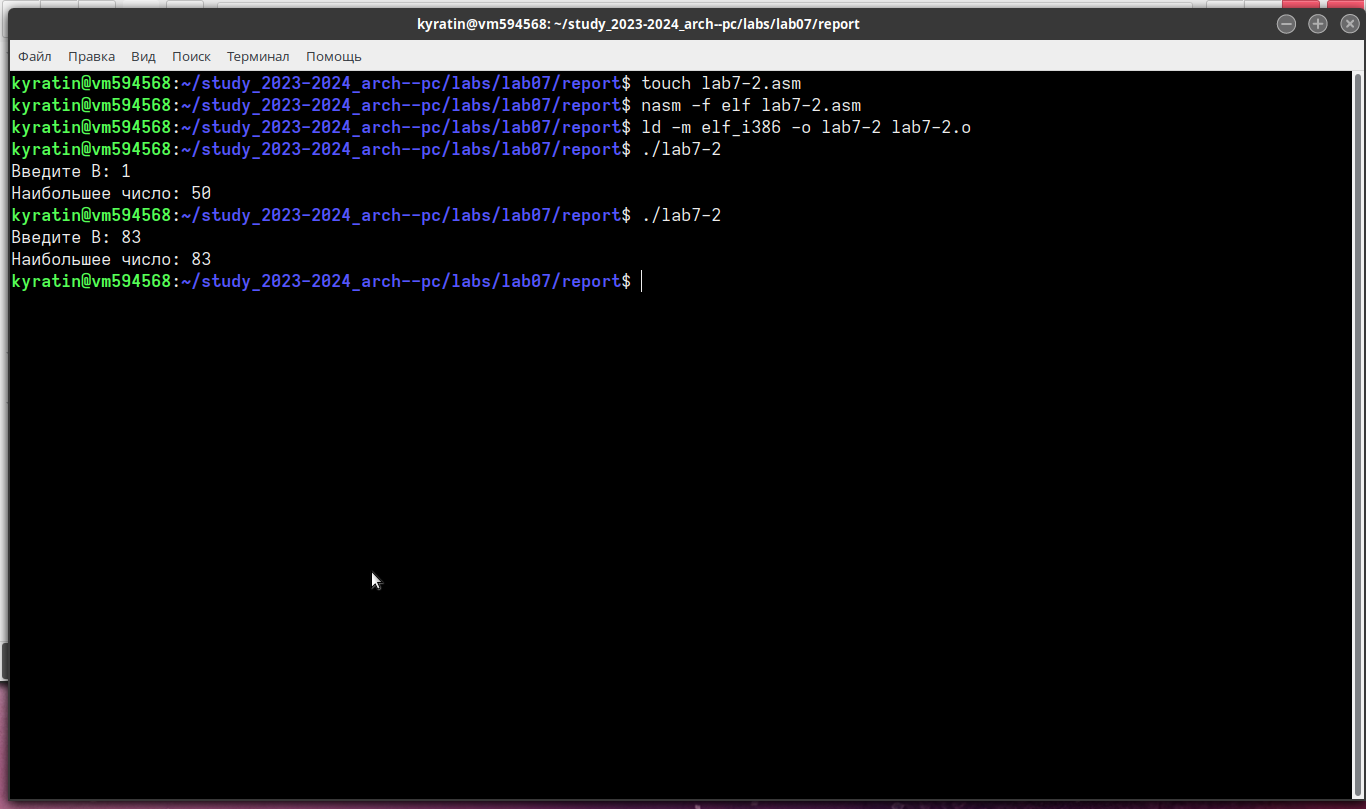 kyratin@vm594568: ~/study_2023-2024_arch--pc/labs/lab07/report
Файл Правка Вид Поиск Терминал Помощь
kyratin@vm594568:~/study_2023-2024_arch--pc/labs/lab07/report$ touch lab7-2.asm
kyratin@vm594568:~/study_2023-2024_arch--pc/labs/lab07/report$ nasm -f elf lab7-2.asm
kyratin@vm594568:~/study_2023-2024_arch--pc/labs/lab07/report$ ld -m elf_i386 -o lab7-2 lab7-2.o
kyratin@vm594568:~/study_2023-2024_arch--pc/labs/lab07/report$ ./lab7-2
Введите B: 1
Наибольшее число: 50
kyratin@vm594568:~/study_2023-2024_arch--pc/labs/lab07/report$ ./lab7-2
Введите B: 83
Наибольшее число: 83
kyratin@vm594568:~/study_2023-2024_arch--pc/labs/lab07/report$